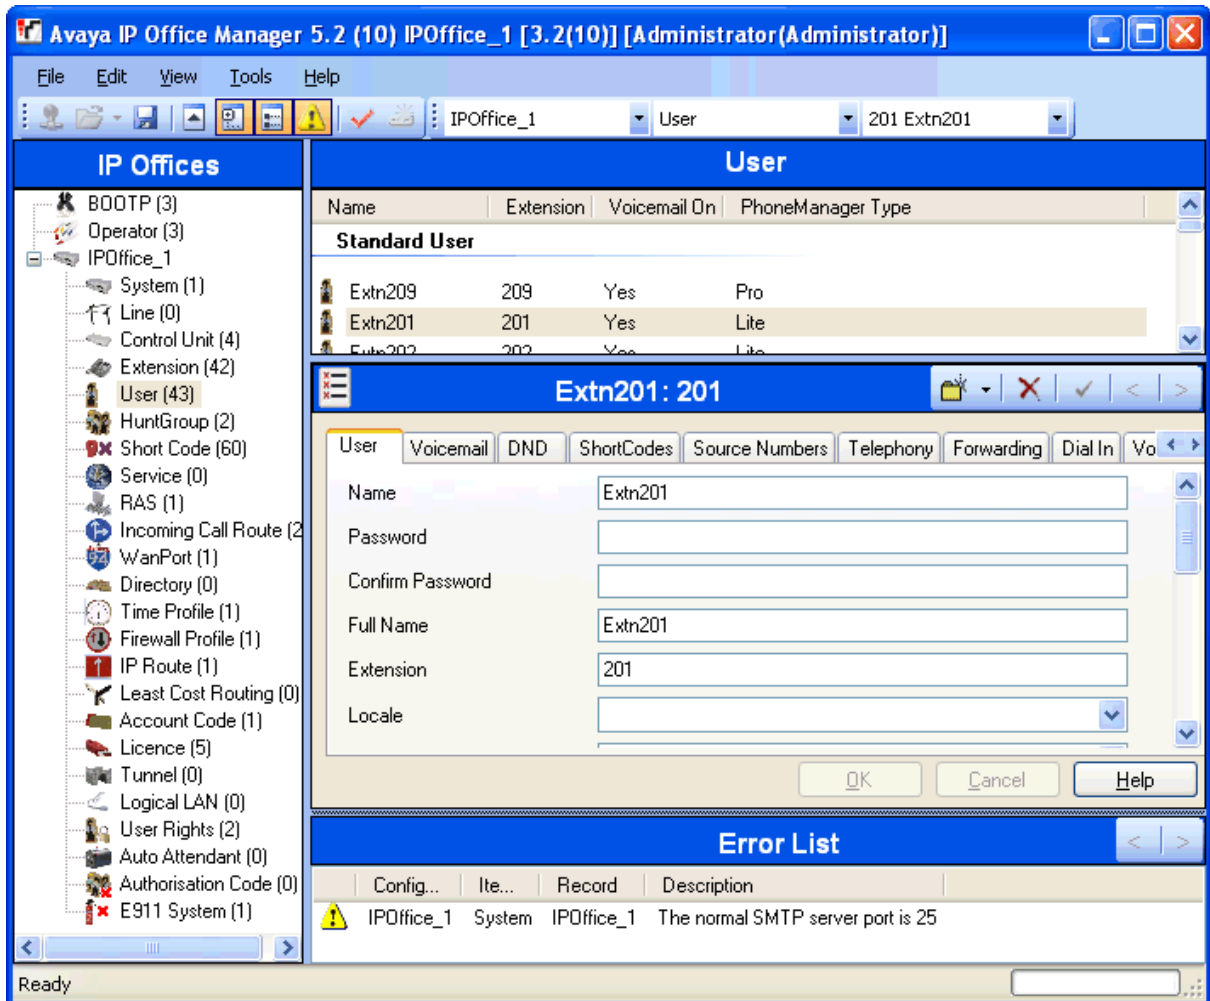 Avaya IP Office Manager 5.2 (10) IPOffice_1 [3.2(10)] [Administrator(Administrator)]
File Edit View Tools Help
IPOffice_1 User 201 Extn201
IP Offices
BOOTP (3)
Operator (3)
IPOffice_1
System (1)
Line (0)
Control Unit (4)
Extension (42)
User (43)
HuntGroup (2)
Short Code (60)
Service (0)
RAS (1)
Incoming Call Route (2
WanPort (1)
Directory (0)
Time Profile (1)
Firewall Profile (1)
IP Route (1)
Least Cost Routing (0)
Account Code (1)
Licence (5)
Tunnel (0)
Logical LAN (0)
User Rights (2)
Auto Attendant (0)
Authorisation Code (0)
E911 System (1)
User
Name Extension Voicemail On PhoneManager Type
Standard User
Extn209 209 Yes Pro
Extn201 201 Yes Lite
Extn202 202 Yes Lite
Extn201: 201
User Voicemail DND ShortCodes Source Numbers Telephony Forwarding Dial In Vo
Name Extn201
Password
Confirm Password
Full Name Extn201
Extension 201
Locale
OK Cancel Help
Error List
Config... Ite... Record Description
IPOffice_1 System IPOffice_1 The normal SMTP server port is 25
Ready